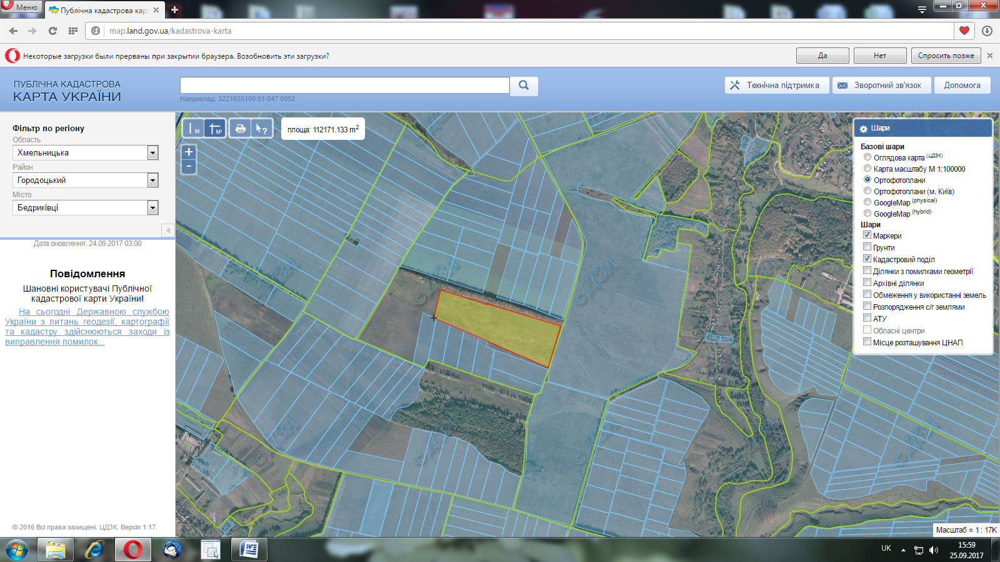 Меню
Публічна кадастрова кар
map.land.gov.ua/kadastrova-karta
Некоторые загрузки были прерваны при закрытии браузера. Возобновить эти загрузки?
Да
Нет
Спросить позже
ПУБЛІЧНА КАДАСТРОВА
КАРТА УКРАЇНИ
Наприклад: 3221655100:01:047:0052
Технічна підтримка
Зворотний зв'язок
Допомога
Фільтр по регіону
Область
Хмельницька
Район
Городоцький
Місто
Бедриківці
Дата оновлення: 24.09.2017 03:00
Повідомлення
Шановні користувачі Публічної
кадастрової карти України!
На сьогодні Державною службою
України з питань геодезії, картографії
та кадастру здійснюються заходи із
виправлення помилок...
© 2016 Всі права захищені. ЦДЗК. Версія 1.17.
м
м²
?
площа: 112171.133 m²
+
-
Шари
Базові шари
Оглядова карта (ЦДЗК)
Карта масштабу М 1:100000
Ортофотоплани
Ортофотоплани (м. Київ)
GoogleMap (physical)
GoogleMap (hybrid)
Шари
Маркери
Грунти
Кадастровий поділ
Ділянки з помилками геометрії
Архівні ділянки
Обмеження у використанні земель
Розпорядження с/г землями
АТУ
Обласні центри
Місце розташування ЦНАП
Масштаб = 1 : 17K
UK
15:59
25.09.2017